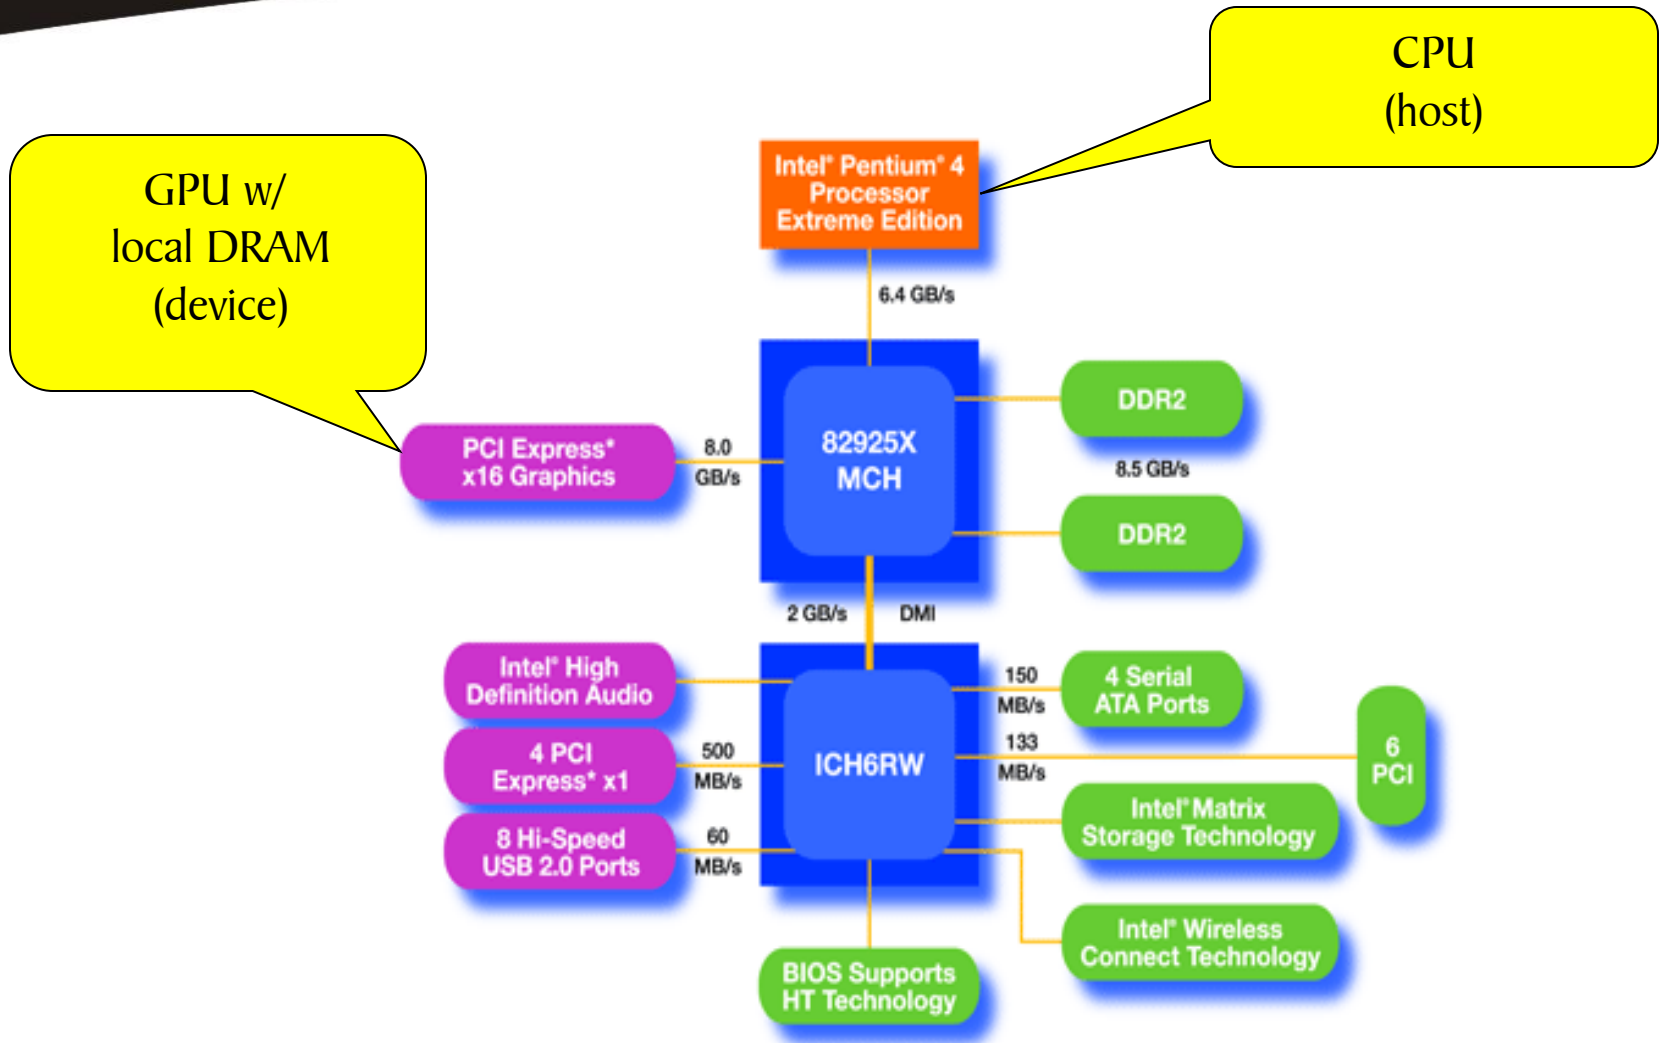 CPU
(host)
GPU w/
local DRAM
(device)
Intel® Pentium® 4
Processor
Extreme Edition
6.4 GB/s
82925X
MCH
PCI Express*
x16 Graphics
8.0
GB/s
DDR2
8.5 GB/s
DDR2
2 GB/s
DMI
ICH6RW
Intel® High
Definition Audio
4 PCI
Express* x1
500
MB/s
8 Hi-Speed
USB 2.0 Ports
60
MB/s
150
MB/s
4 Serial
ATA Ports
133
MB/s
6
PCI
Intel® Matrix
Storage Technology
Intel® Wireless
Connect Technology
BIOS Supports
HT Technology